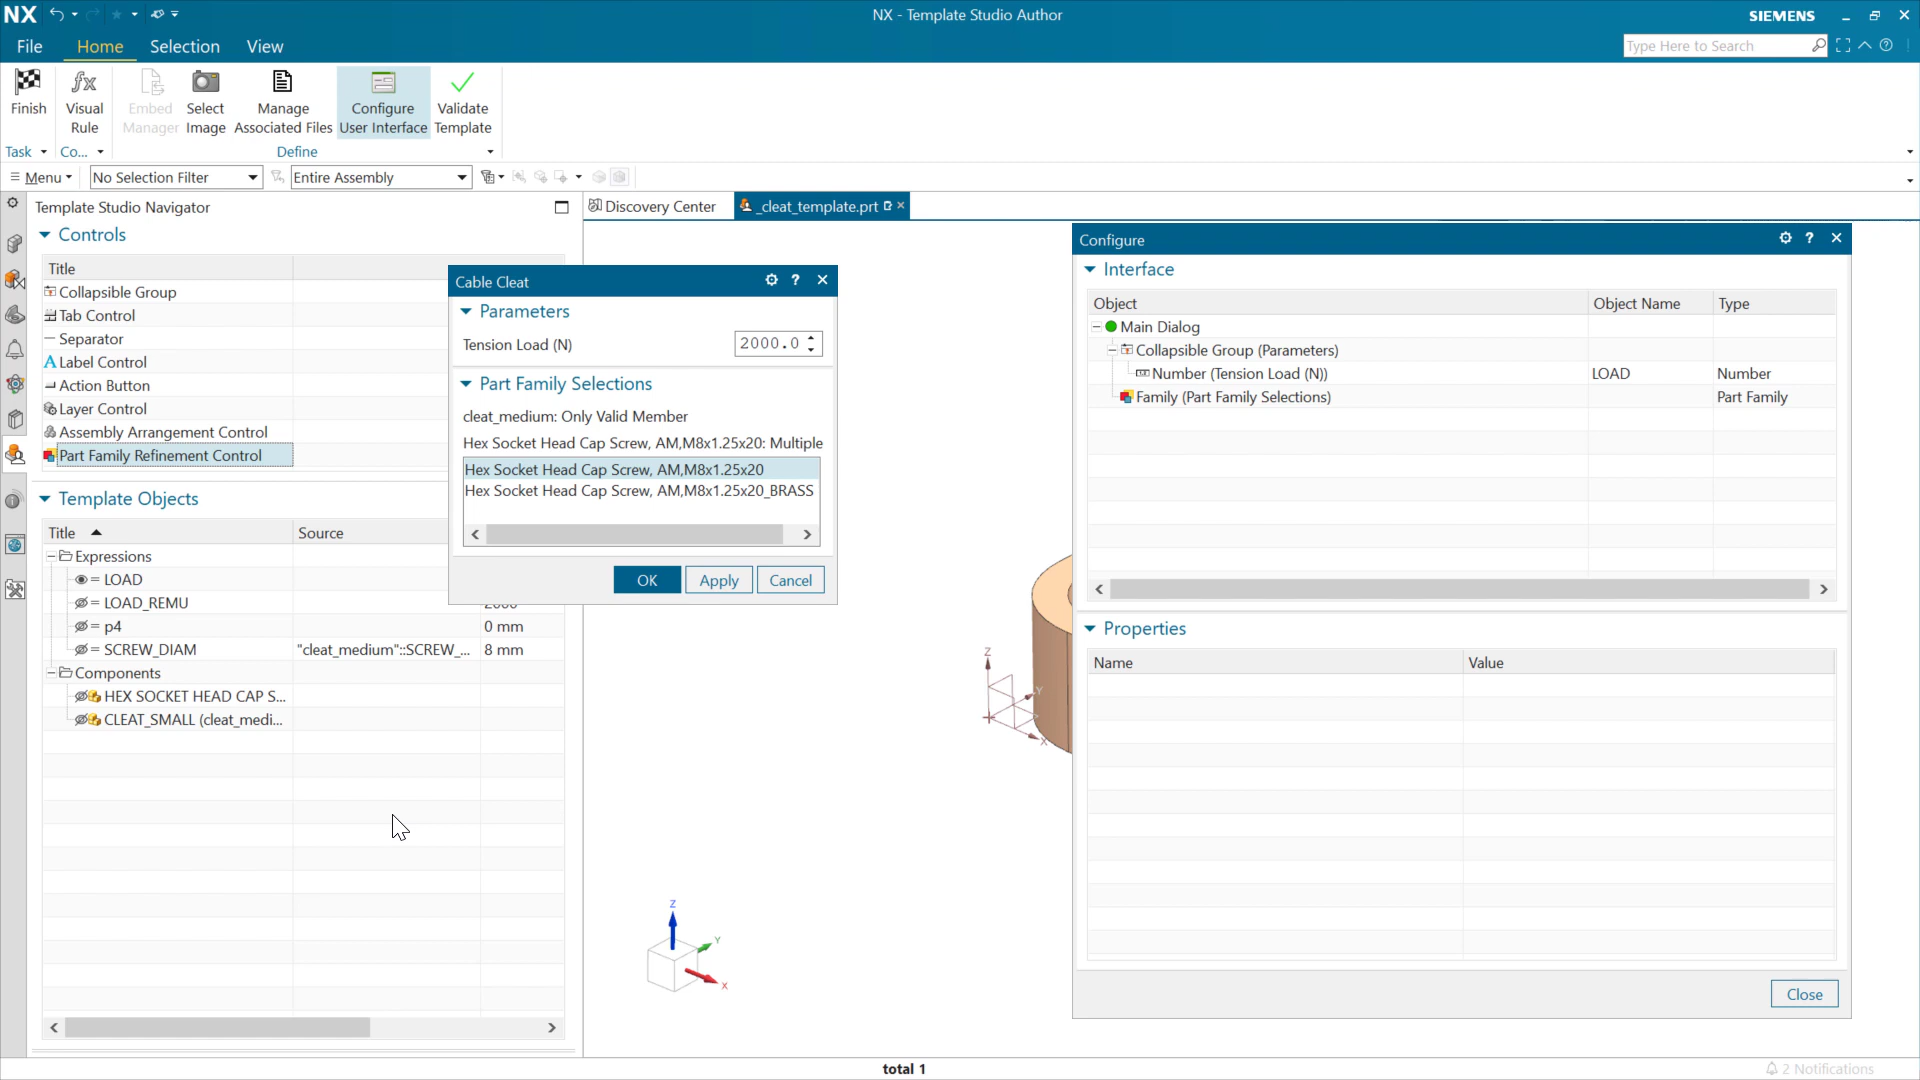 NX
NX - Template Studio Author
SIEMENS
File
Home
Selection
View
Type Here to Search
Finish
Visual
Rule
Embed
Manager
Select
Image
Manage
Associated Files
Configure
User Interface
Validate
Template
Task
Co...
Define
Menu
No Selection Filter
Entire Assembly
Template Studio Navigator
Discovery Center
_cleat_template.prt
Controls
Title
Collapsible Group
Tab Control
Separator
Label Control
Action Button
Layer Control
Assembly Arrangement Control
Part Family Refinement Control
Template Objects
Title
Source
Expressions
= LOAD
= LOAD_REMU
2000
= p4
0 mm
= SCREW_DIAM
"cleat_medium"::SCREW_...
8 mm
Components
HEX SOCKET HEAD CAP S...
CLEAT_SMALL (cleat_medi...
Cable Cleat
Parameters
Tension Load (N)
2000.0
Part Family Selections
cleat_medium: Only Valid Member
Hex Socket Head Cap Screw, AM,M8x1.25x20: Multiple
Hex Socket Head Cap Screw, AM,M8x1.25x20
Hex Socket Head Cap Screw, AM,M8x1.25x20_BRASS
OK
Apply
Cancel
Configure
Interface
Object
Object Name
Type
Main Dialog
Collapsible Group (Parameters)
Number (Tension Load (N))
LOAD
Number
Family (Part Family Selections)
Part Family
Properties
Name
Value
Close
Z
Y
X
Z
Y
X
total 1
2 Notifications